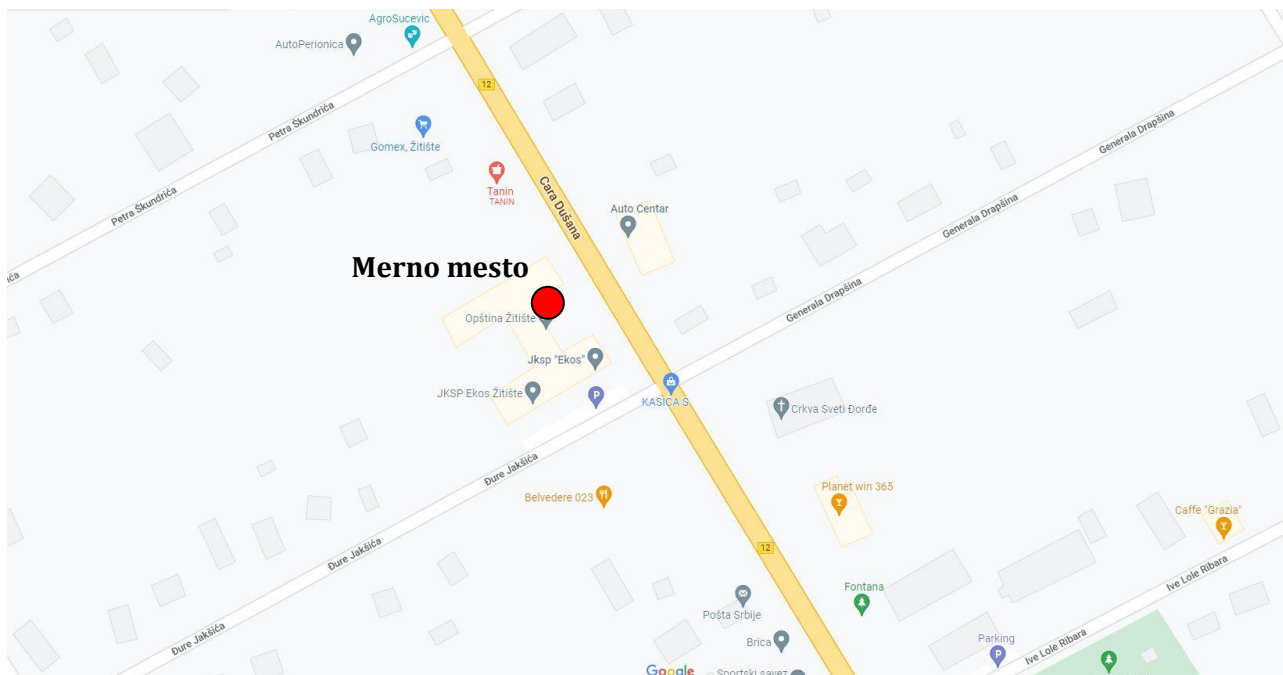 AgroSucevic
AutoPerionica
12
Petra Škundrića
Gomex, Žitište
Tanin
TANIN
Cara Dušana
Generala Drapšina
Petra Škundrića
Auto Centar
Generala Drapšina
ića
Merno mesto
Generala Drapšina
Opština Žitište
Jksp "Ekos"
JKSP Ekos Žitište
P
KASICA S
Crkva Sveti Đorđe
Đure Jakšića
Planet win 365
Belvedere 023
Caffe "Grazia"
12
Đure Jakšića
Ive Lole Ribara
Fontana
Pošta Srbije
Đure Jakšića
Brica
Parking
P
Ive Lole Ribara
Google
Sportski savez